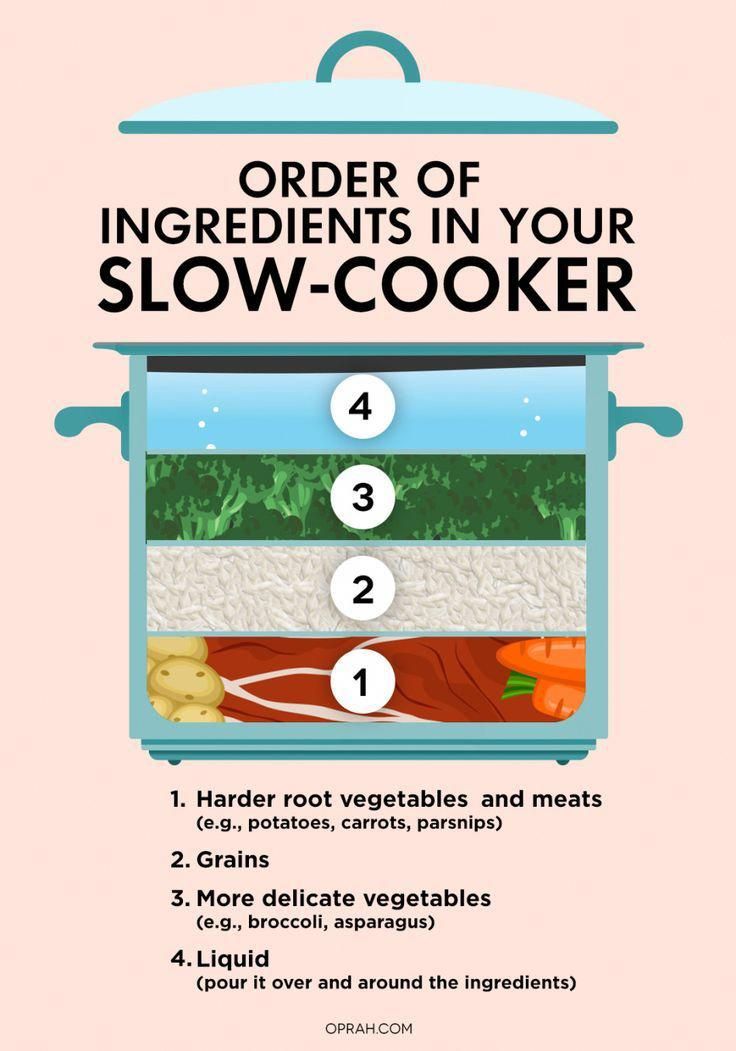 ORDER OF
INGREDIENTS IN YOUR
SLOW-COOKER
4
3
2
1
1. Harder root vegetables and meats
(e.g., potatoes, carrots, parsnips)
2. Grains
3. More delicate vegetables
(e.g., broccoli, asparagus)
4. Liquid
(pour it over and around the ingredients)
OPRAH.COM